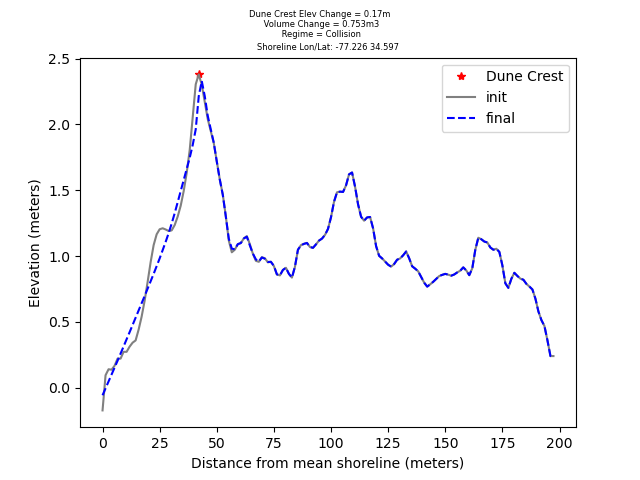 Dune Crest Elev Change = 0.17m
Volume Change = 0.753m3
Regime = Collision
Shoreline Lon/Lat: -77.226 34.597
2.5
2.0
1.5
1.0
0.5
0.0
Elevation (meters)
Dune Crest
init
final
0 25 50 75 100 125 150 175 200
Distance from mean shoreline (meters)